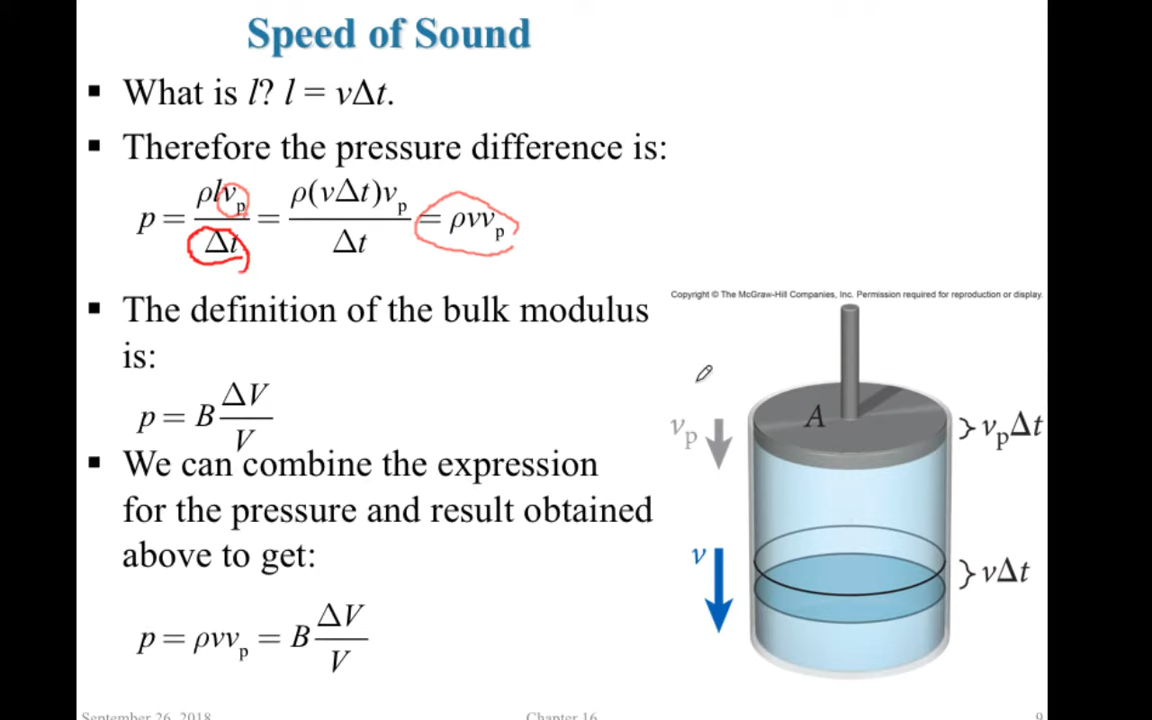 Speed of Sound
▪ What is l? l = vΔt.
▪ Therefore the pressure difference is:
p = ρlv_p / Δt = ρ(vΔt)v_p / Δt = ρvv_p
▪ The definition of the bulk modulus
is:
p = B ΔV / V
▪ We can combine the expression
for the pressure and result obtained
above to get:
p = ρvv_p = B ΔV / V
Copyright © The McGraw-Hill Companies, Inc. Permission required for reproduction or display.
A
v_p
} v_pΔt
v
} vΔt
September 26, 2018
Chapter 16
9